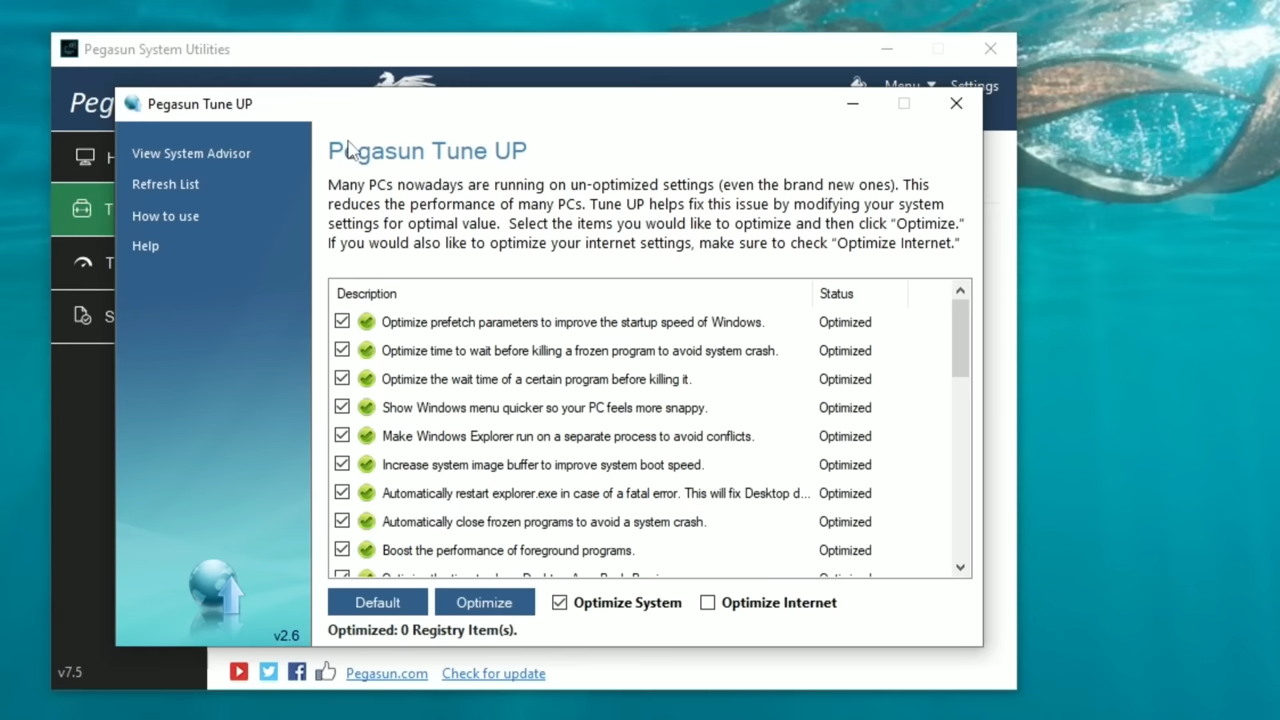 Pegasun System Utilities
Menu
Settings
Pegasun Tune UP
View System Advisor
Refresh List
How to use
Help
v2.6
Pegasun Tune UP
Many PCs nowadays are running on un-optimized settings (even the brand new ones). This
reduces the performance of many PCs. Tune UP helps fix this issue by modifying your system
settings for optimal value.  Select the items you would like to optimize and then click “Optimize.”
If you would also like to optimize your internet settings, make sure to check “Optimize Internet.”
Description Status
Optimize prefetch parameters to improve the startup speed of Windows. Optimized
Optimize time to wait before killing a frozen program to avoid system crash. Optimized
Optimize the wait time of a certain program before killing it. Optimized
Show Windows menu quicker so your PC feels more snappy. Optimized
Make Windows Explorer run on a separate process to avoid conflicts. Optimized
Increase system image buffer to improve system boot speed. Optimized
Automatically restart explorer.exe in case of a fatal error. This will fix Desktop d... Optimized
Automatically close frozen programs to avoid a system crash. Optimized
Boost the performance of foreground programs. Optimized
Default Optimize Optimize System Optimize Internet
Optimized: 0 Registry Item(s).
v7.5
Pegasun.com Check for update